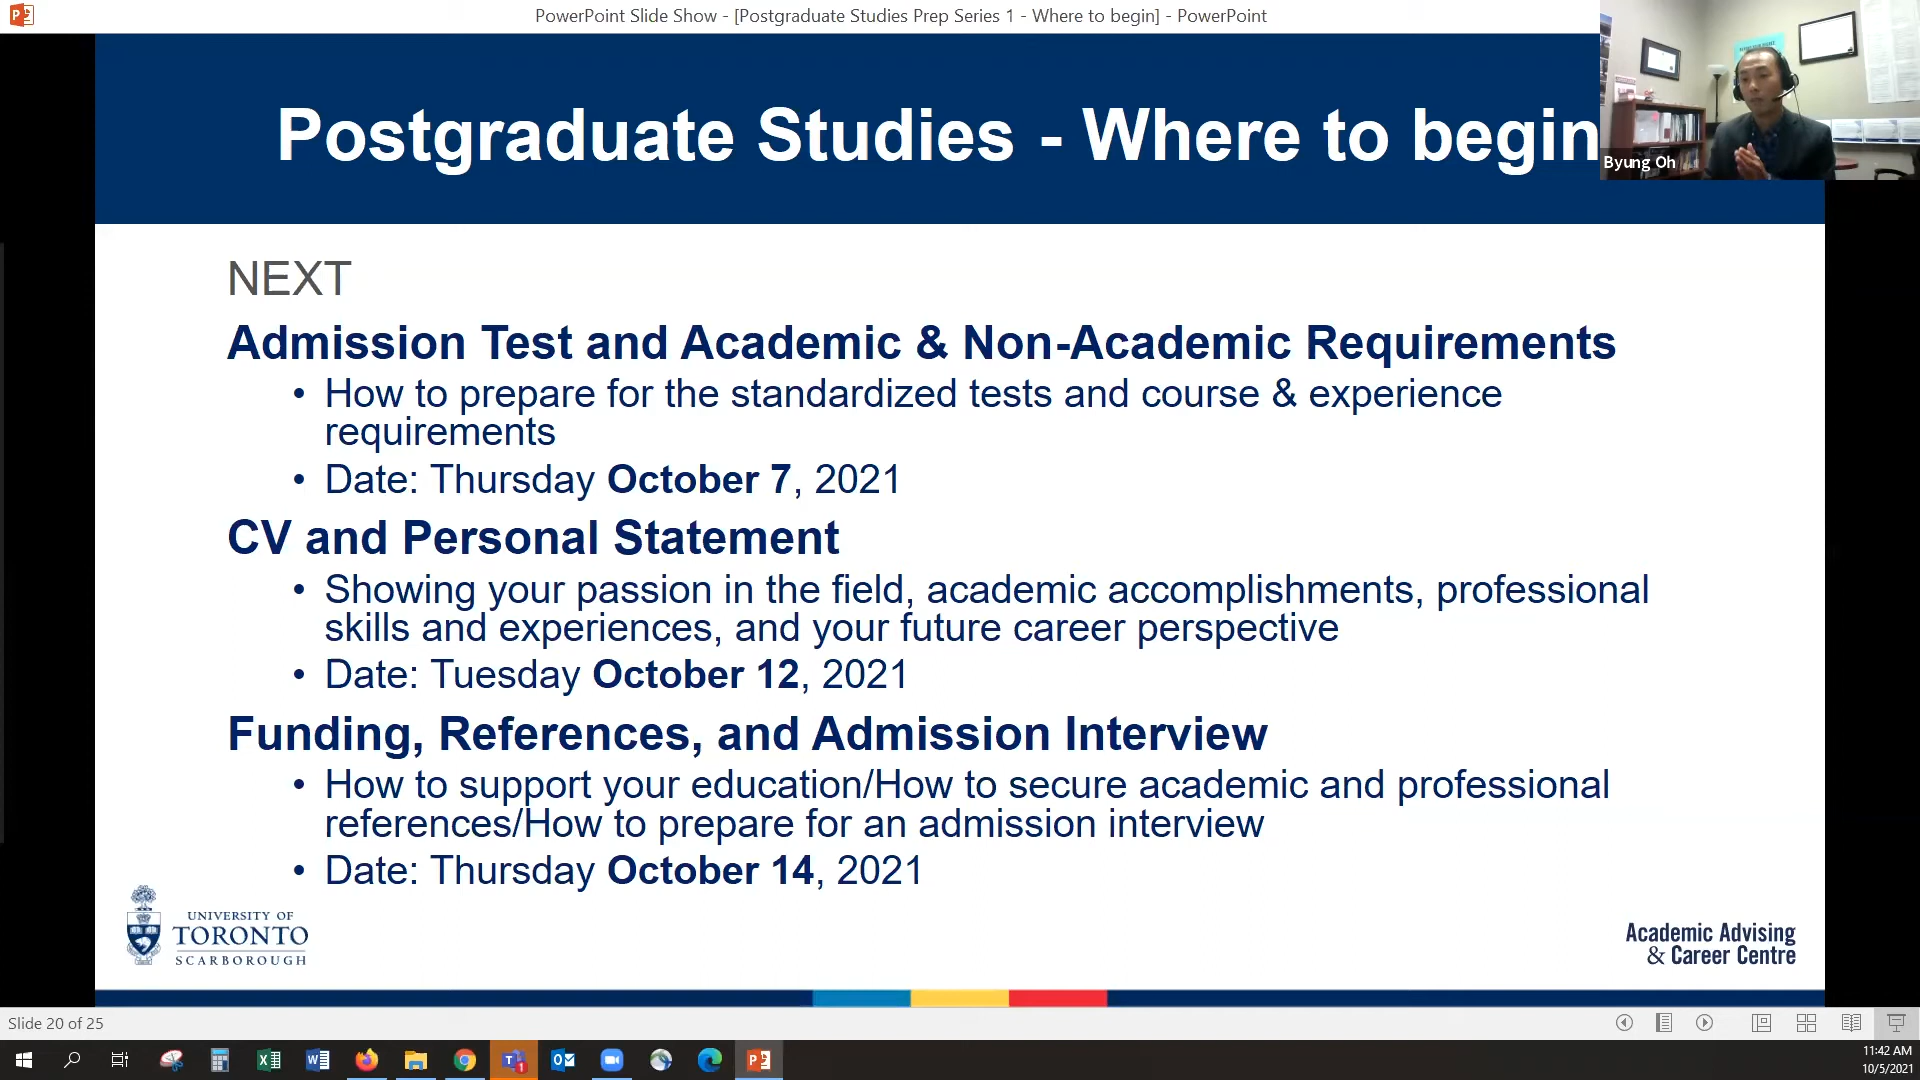 PowerPoint Slide Show - [Postgraduate Studies Prep Series 1 - Where to begin] - PowerPoint
Postgraduate Studies - Where to begin
Byung Oh
NEXT
Admission Test and Academic & Non-Academic Requirements
• How to prepare for the standardized tests and course & experience
requirements
• Date: Thursday October 7, 2021
CV and Personal Statement
• Showing your passion in the field, academic accomplishments, professional
skills and experiences, and your future career perspective
• Date: Tuesday October 12, 2021
Funding, References, and Admission Interview
• How to support your education/How to secure academic and professional
references/How to prepare for an admission interview
• Date: Thursday October 14, 2021
UNIVERSITY OF
TORONTO
SCARBOROUGH
Academic Advising
& Career Centre
Slide 20 of 25
11:42 AM
10/5/2021